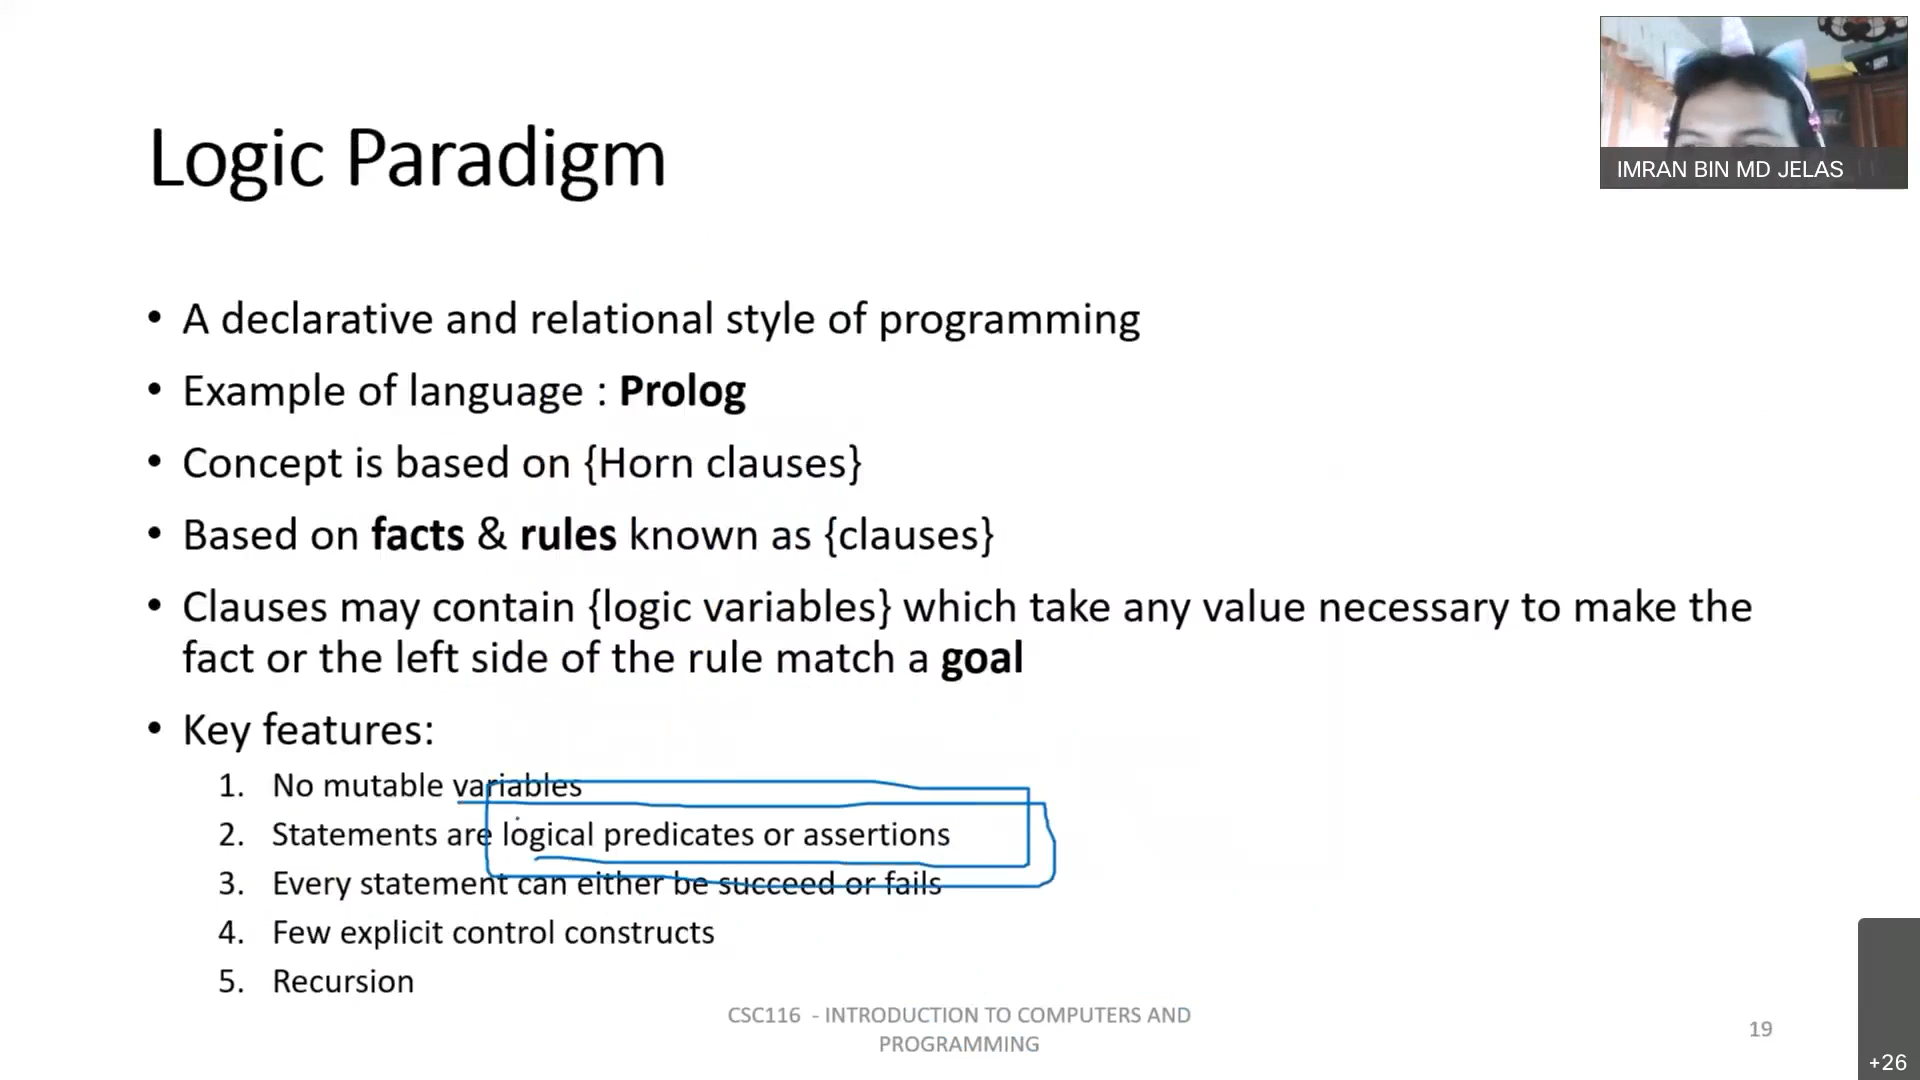 IMRAN BIN MD JELAS
Logic Paradigm
• A declarative and relational style of programming
• Example of language : Prolog
• Concept is based on {Horn clauses}
• Based on facts & rules known as {clauses}
• Clauses may contain {logic variables} which take any value necessary to make the
fact or the left side of the rule match a goal
• Key features:
1. No mutable variables
2. Statements are logical predicates or assertions
3. Every statement can either be succeed or fails
4. Few explicit control constructs
5. Recursion
CSC116 - INTRODUCTION TO COMPUTERS AND
PROGRAMMING
19
+26